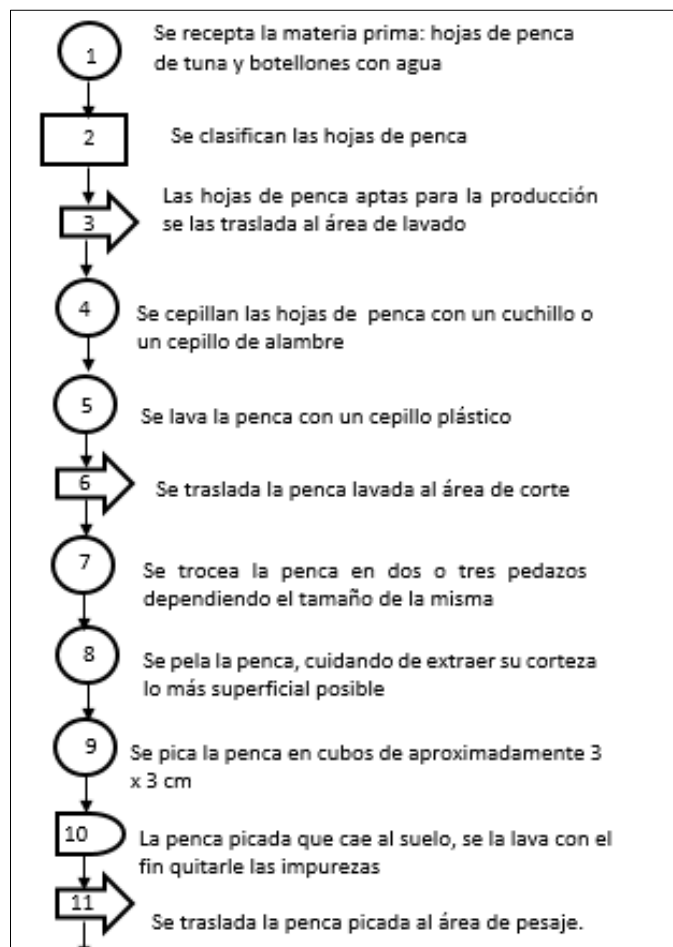 1
Se recepta la materia prima: hojas de penca
de tuna y botellones con agua
2
Se clasifican las hojas de penca
3
Las hojas de penca aptas para la producción
se las traslada al área de lavado
4
Se cepillan las hojas de penca con un cuchillo o
un cepillo de alambre
5
Se lava la penca con un cepillo plástico
6
Se traslada la penca lavada al área de corte
7
Se trocea la penca en dos o tres pedazos
dependiendo el tamaño de la misma
8
Se pela la penca, cuidando de extraer su corteza
lo más superficial posible
9
Se pica la penca en cubos de aproximadamente 3
x 3 cm
10
La penca picada que cae al suelo, se la lava con el
fin quitarle las impurezas
11
Se traslada la penca picada al área de pesaje.